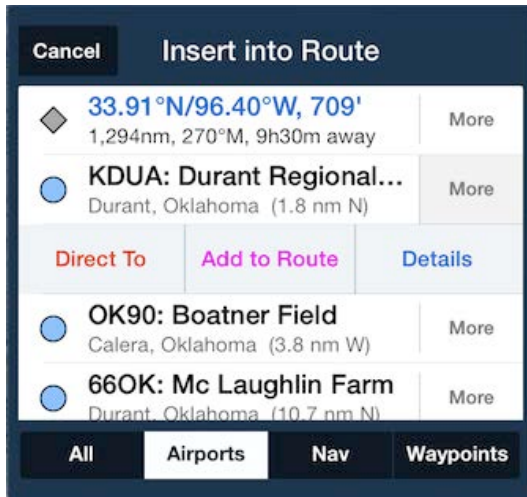 Cancel Insert into Route
33.91°N/96.40°W, 709'
1,294nm, 270°M, 9h30m away
More
KDUA: Durant Regional...
Durant, Oklahoma (1.8 nm N)
More
Direct To Add to Route Details
OK90: Boatner Field
Calera, Oklahoma (3.8 nm W)
More
66OK: Mc Laughlin Farm
Durant, Oklahoma (10.7 nm N)
More
All Airports Nav Waypoints